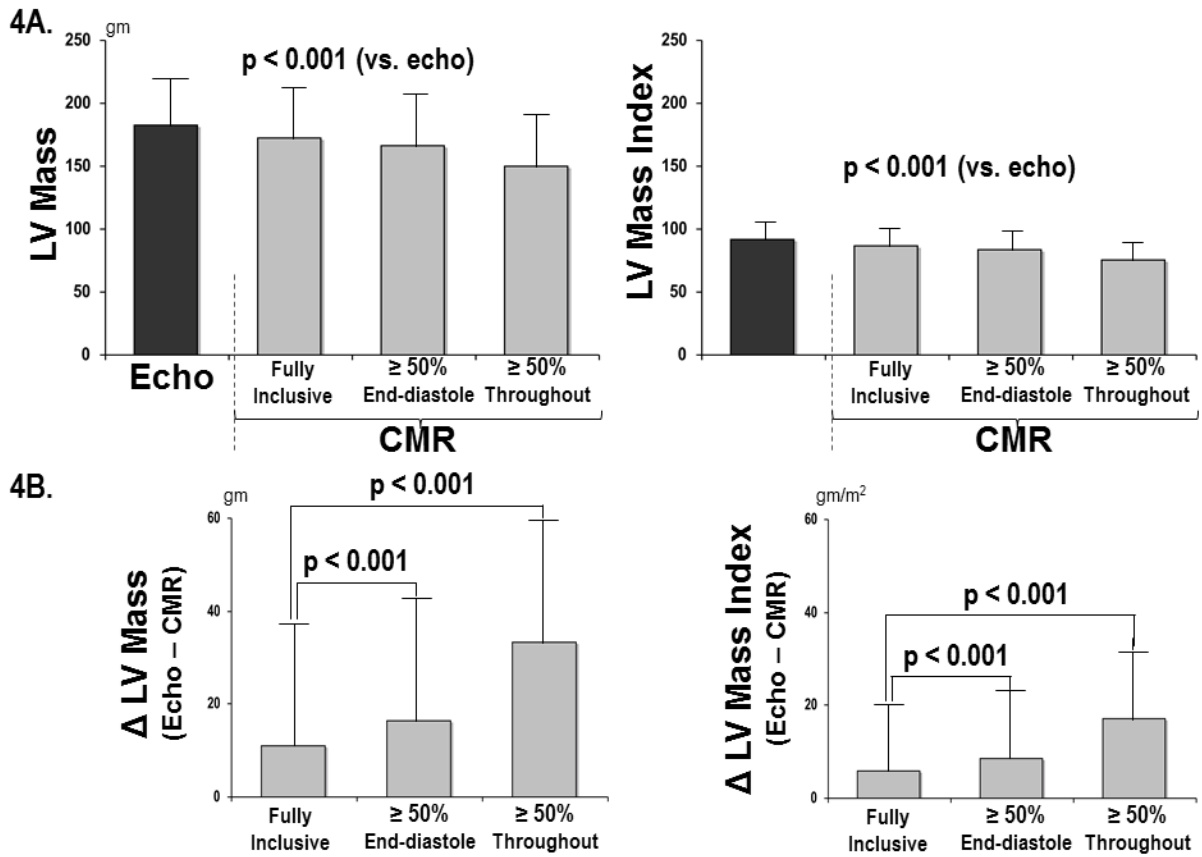 4A.
gm
250
200
150
100
50
0
LV Mass
p < 0.001 (vs. echo)
Echo
Fully
Inclusive
≥ 50%
End-diastole
≥ 50%
Throughout
CMR
250
200
150
100
50
0
LV Mass Index
p < 0.001 (vs. echo)
Fully
Inclusive
≥ 50%
End-diastole
≥ 50%
Throughout
CMR
4B.
gm
60
40
20
0
Δ LV Mass
(Echo – CMR)
p < 0.001
p < 0.001
Fully
Inclusive
≥ 50%
End-diastole
≥ 50%
Throughout
gm/m²
60
40
20
0
Δ LV Mass Index
(Echo – CMR)
p < 0.001
p < 0.001
Fully
Inclusive
≥ 50%
End-diastole
≥ 50%
Throughout